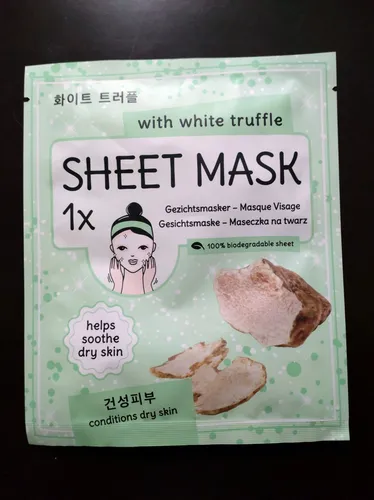 화이트 트러플
with white truffle
SHEET MASK
1x
Gezichtsmasker – Masque Visage
Gesichtsmaske – Maseczka na twarz
100% biodegradable sheet
helps
soothe
dry skin
건성피부
conditions dry skin